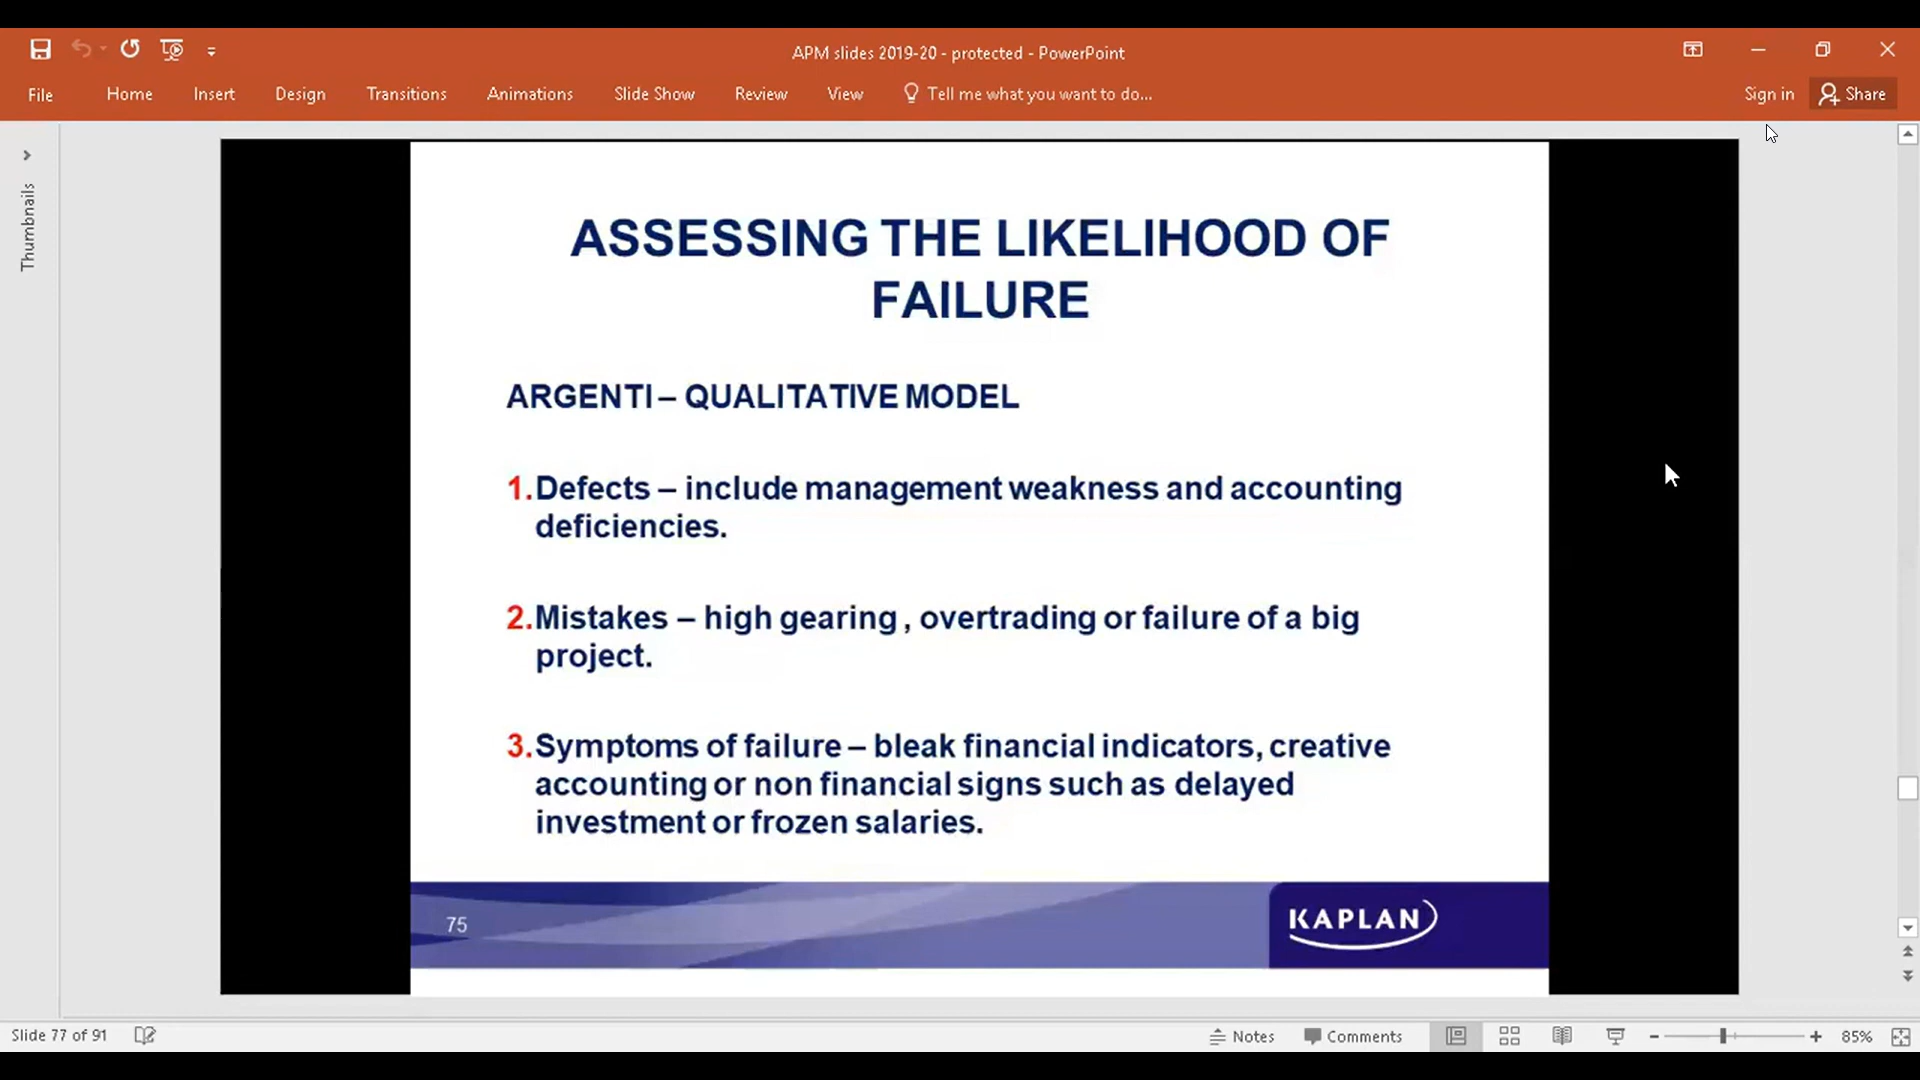 APM slides 2019-20 - protected - PowerPoint
File Home Insert Design Transitions Animations Slide Show Review View Tell me what you want to do... Sign in Share
Thumbnails
ASSESSING THE LIKELIHOOD OF
FAILURE
ARGENTI – QUALITATIVE MODEL
1. Defects – include management weakness and accounting
deficiencies.
2. Mistakes – high gearing , overtrading or failure of a big
project.
3. Symptoms of failure – bleak financial indicators, creative
accounting or non financial signs such as delayed
investment or frozen salaries.
75
KAPLAN
Slide 77 of 91 Notes Comments 85%